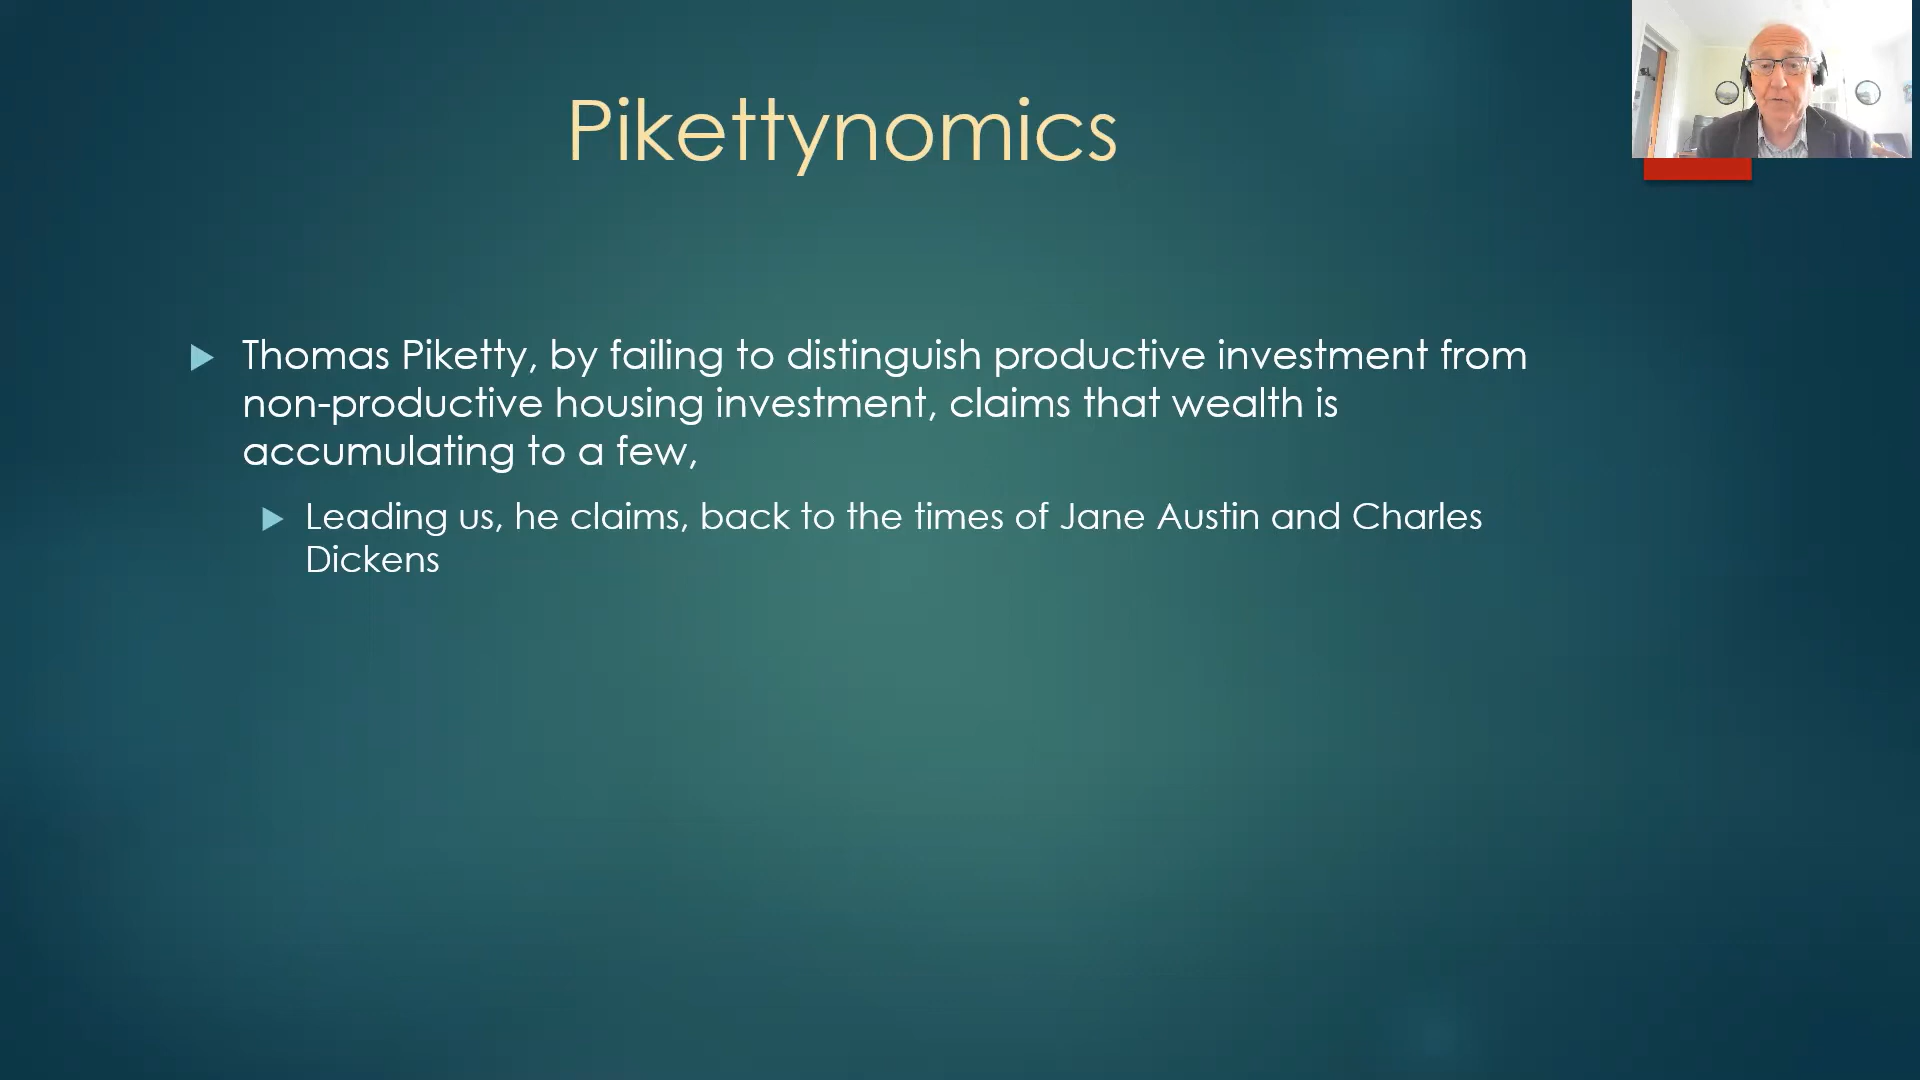 Pikettynomics
Thomas Piketty, by failing to distinguish productive investment from
non-productive housing investment, claims that wealth is
accumulating to a few,
Leading us, he claims, back to the times of Jane Austin and Charles
Dickens